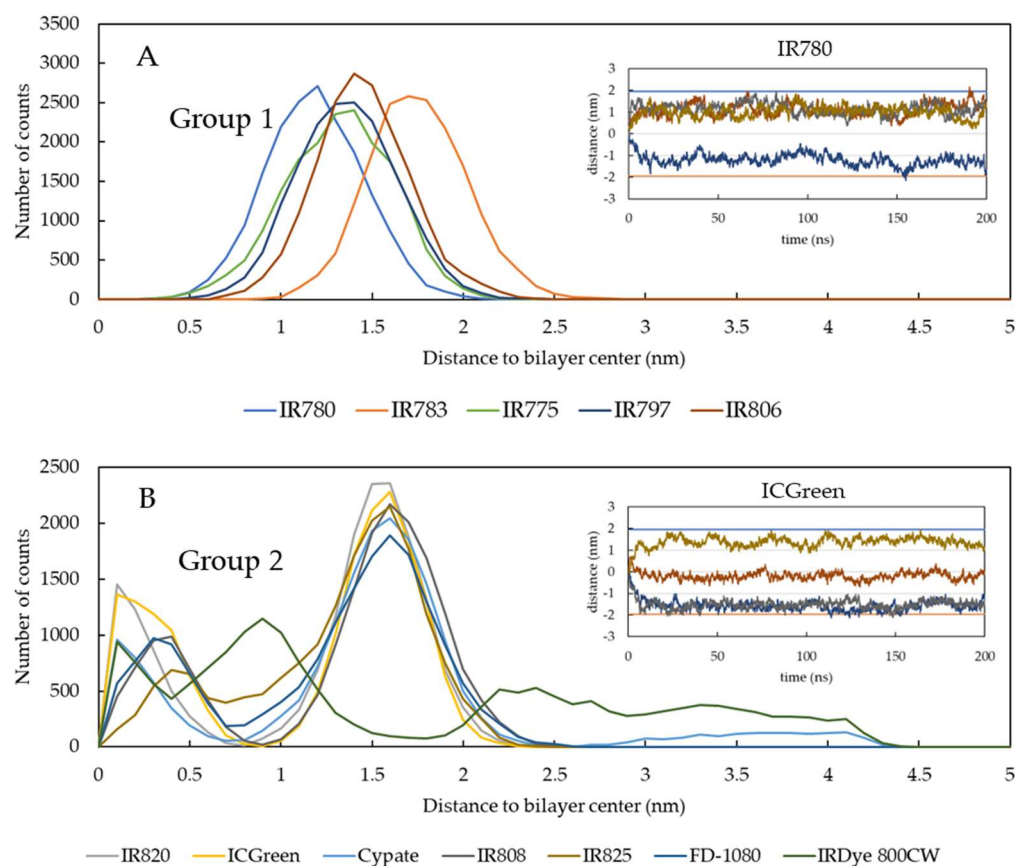 A
Group 1
Number of counts
3500
3000
2500
2000
1500
1000
500
0
0 0.5 1 1.5 2 2.5 3 3.5 4 4.5 5
Distance to bilayer center (nm)
IR780
distance (nm)
3
2
1
0
-1
-2
-3
0 50 100 150 200
time (ns)
IR780 IR783 IR775 IR797 IR806
B
Group 2
Number of counts
2500
2000
1500
1000
500
0
0 0.5 1 1.5 2 2.5 3 3.5 4 4.5 5
Distance to bilayer center (nm)
ICGreen
distance (nm)
3
2
1
0
-1
-2
-3
0 50 100 150 200
time (ns)
IR820 ICGreen Cypate IR808 IR825 FD-1080 IRDye 800CW